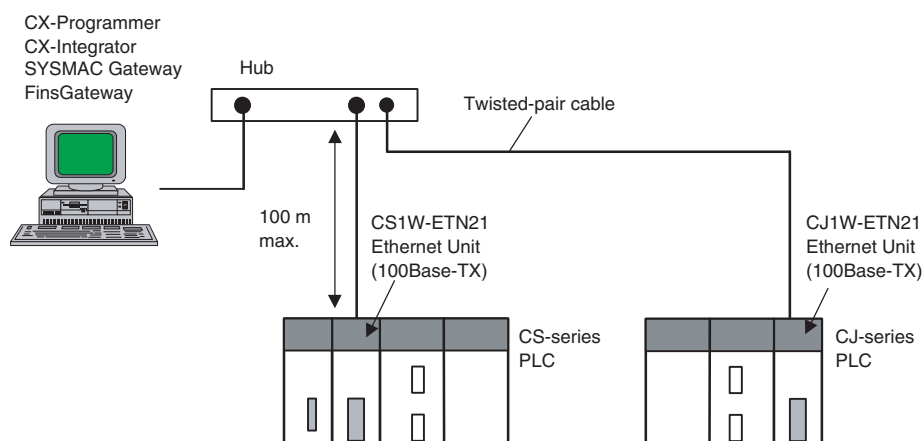 CX-Programmer
CX-Integrator
SYSMAC Gateway
FinsGateway
Hub
Twisted-pair cable
100 m
max.
CS1W-ETN21
Ethernet Unit
(100Base-TX)
CJ1W-ETN21
Ethernet Unit
(100Base-TX)
CS-series
PLC
CJ-series
PLC